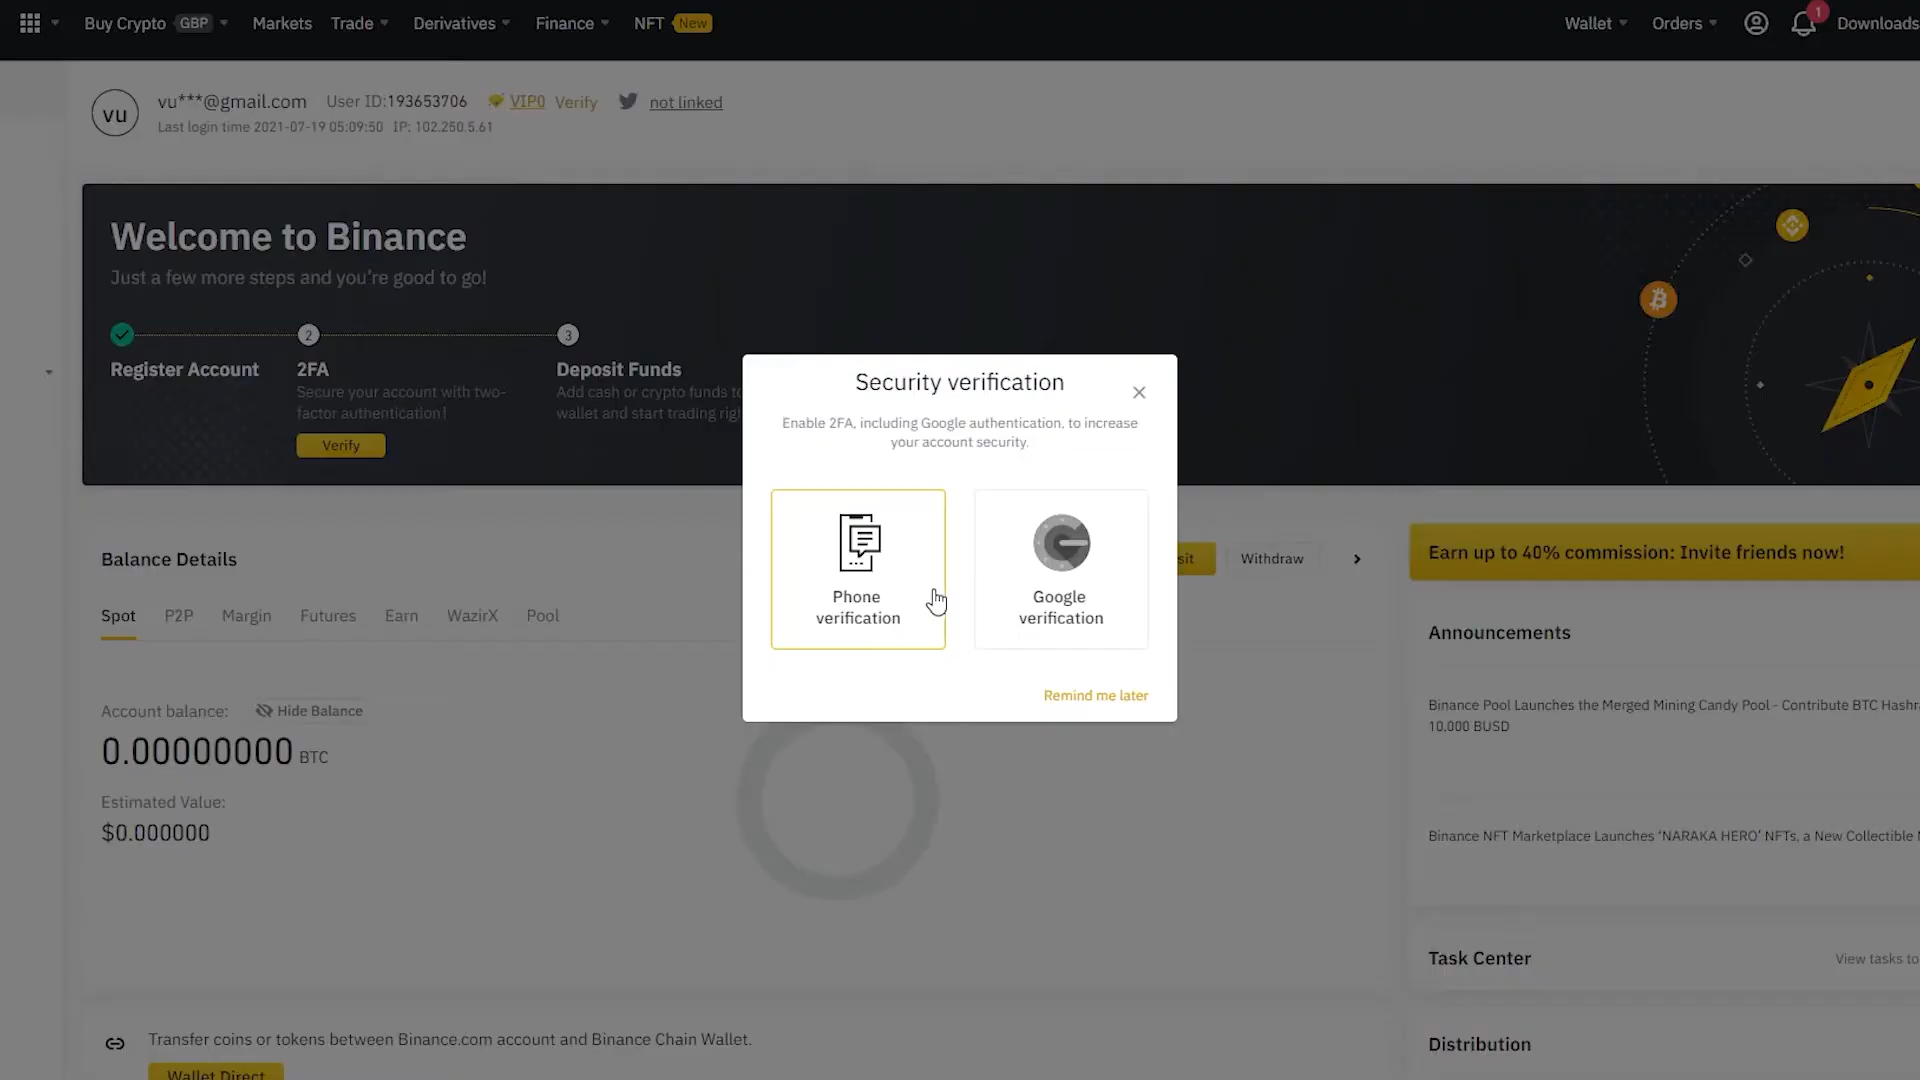 Buy Crypto GBP Markets Trade Derivatives Finance NFT New Wallet Orders 1 Downloads
vu vu***@gmail.com User ID:193653706 VIP0 Verify not linked
Last login time 2021-07-19 05:09:50 IP: 102.250.5.61
Welcome to Binance
Just a few more steps and you're good to go!
2 3
Register Account 2FA Deposit Funds
Secure your account with two-
factor authentication!
Verify
Add cash or crypto funds to
wallet and start trading
Security verification
Enable 2FA, including Google authentication, to increase
your account security.
Phone
verification
Google
verification
Remind me later
Balance Details
Withdraw
Spot P2P Margin Futures Earn WazirX Pool
Account balance: Hide Balance
0.00000000 BTC
Estimated Value:
$0.000000
Earn up to 40% commission: Invite friends now!
Announcements
Binance Pool Launches the Merged Mining Candy Pool - Contribute BTC
10,000 BUSD
Binance NFT Marketplace Launches ‘NARAKA HERO’ NFTs, a New Collectible
Task Center View tasks to
Distribution
Transfer coins or tokens between Binance.com account and Binance Chain Wallet.
Wallet Direct